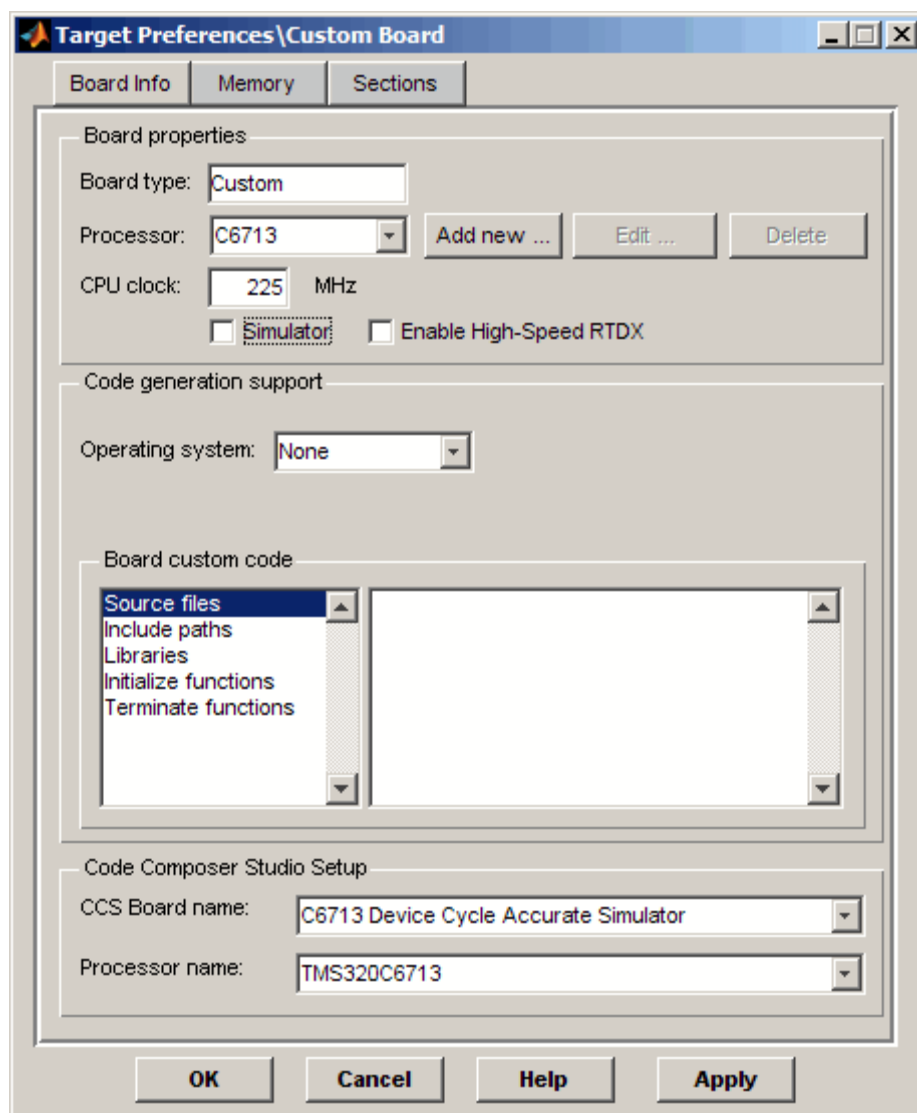 Target Preferences\Custom Board
Board Info Memory Sections
Board properties
Board type: Custom
Processor: C6713 Add new ... Edit ... Delete
CPU clock: 225 MHz
Simulator Enable High-Speed RTDX
Code generation support
Operating system: None
Board custom code
Source files
Include paths
Libraries
Initialize functions
Terminate functions
Code Composer Studio Setup
CCS Board name: C6713 Device Cycle Accurate Simulator
Processor name: TMS320C6713
OK Cancel Help Apply